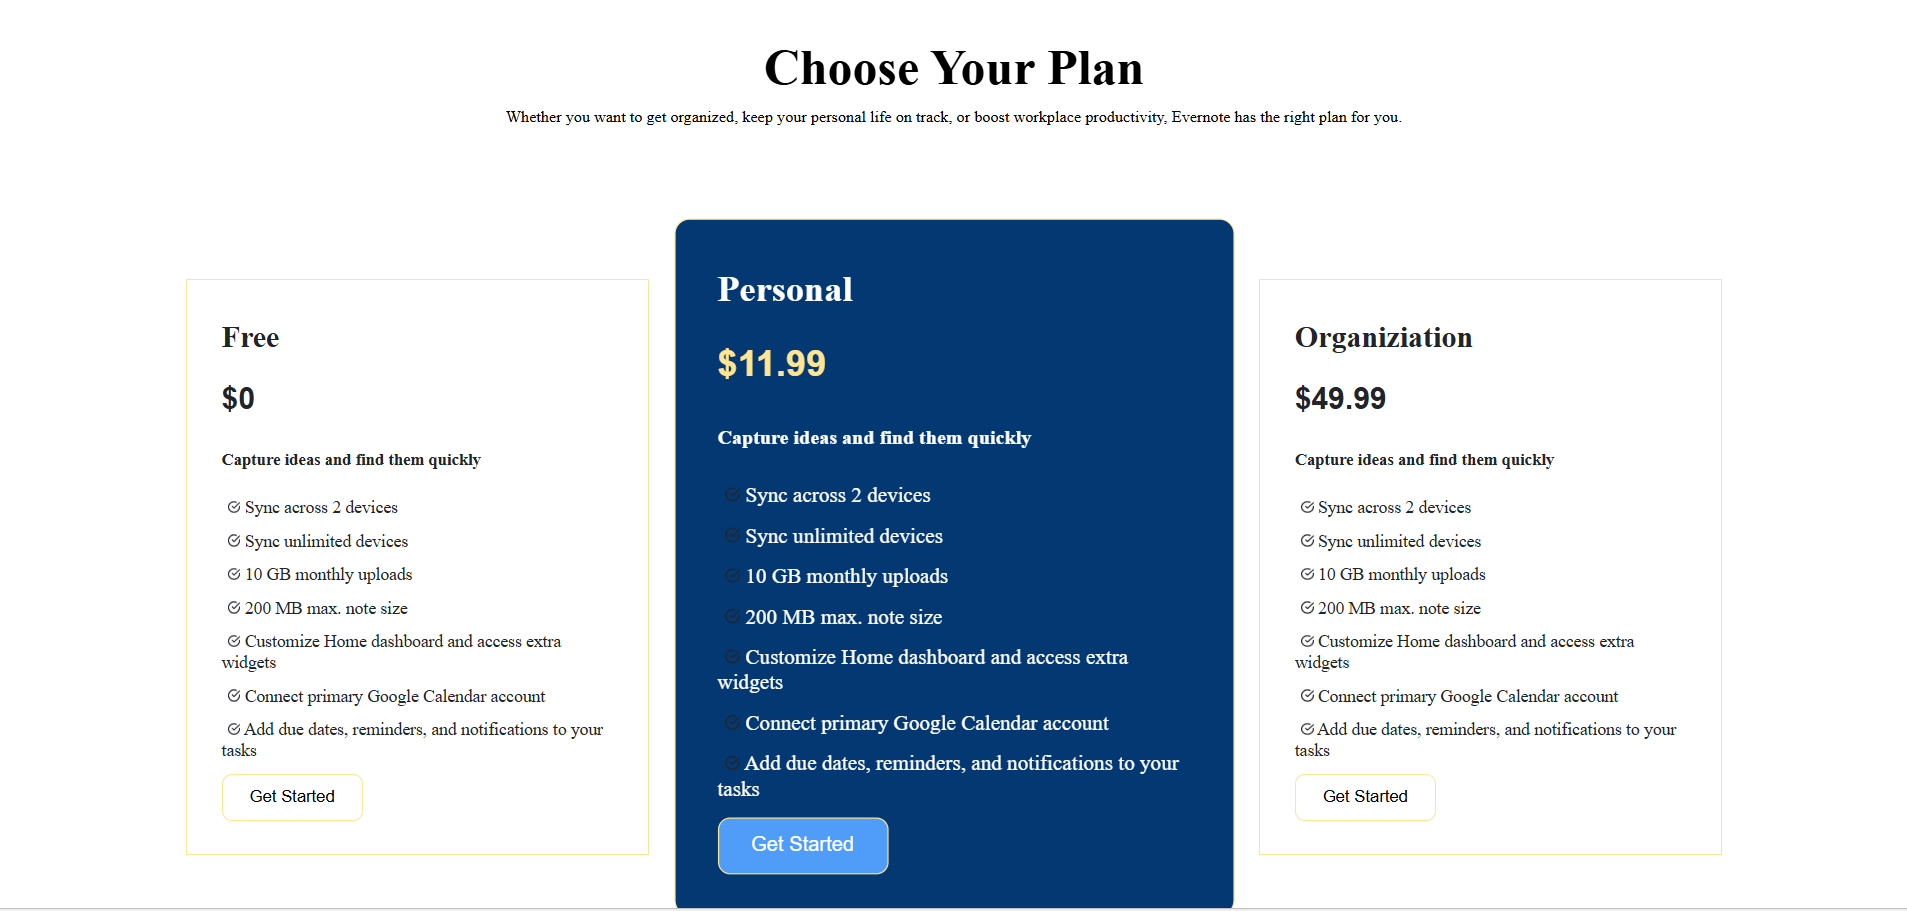 Choose Your Plan
Whether you want to get organized, keep your personal life on track, or boost workplace productivity, Evernote has the right plan for you.
Free
$0
Capture ideas and find them quickly
Sync across 2 devices
Sync unlimited devices
10 GB monthly uploads
200 MB max. note size
Customize Home dashboard and access extra
widgets
Connect primary Google Calendar account
Add due dates, reminders, and notifications to your
tasks
Get Started
Personal
$11.99
Capture ideas and find them quickly
Sync across 2 devices
Sync unlimited devices
10 GB monthly uploads
200 MB max. note size
Customize Home dashboard and access extra
widgets
Connect primary Google Calendar account
Add due dates, reminders, and notifications to your
tasks
Get Started
Organiziation
$49.99
Capture ideas and find them quickly
Sync across 2 devices
Sync unlimited devices
10 GB monthly uploads
200 MB max. note size
Customize Home dashboard and access extra
widgets
Connect primary Google Calendar account
Add due dates, reminders, and notifications to your
tasks
Get Started